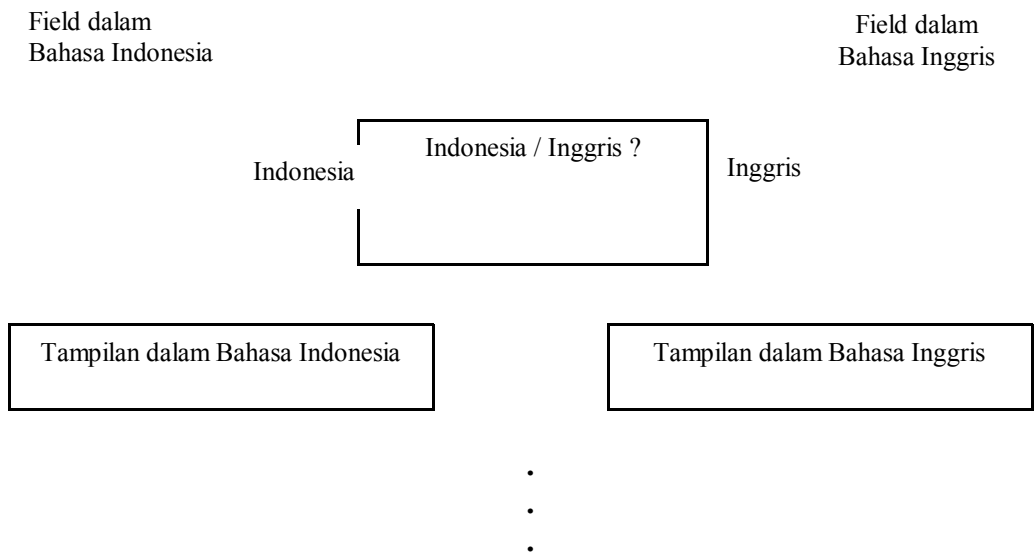 Field dalam
Bahasa Indonesia
Field dalam
Bahasa Inggris
Indonesia / Inggris ?
Indonesia
Inggris
Tampilan dalam Bahasa Indonesia
Tampilan dalam Bahasa Inggris
.
.
.